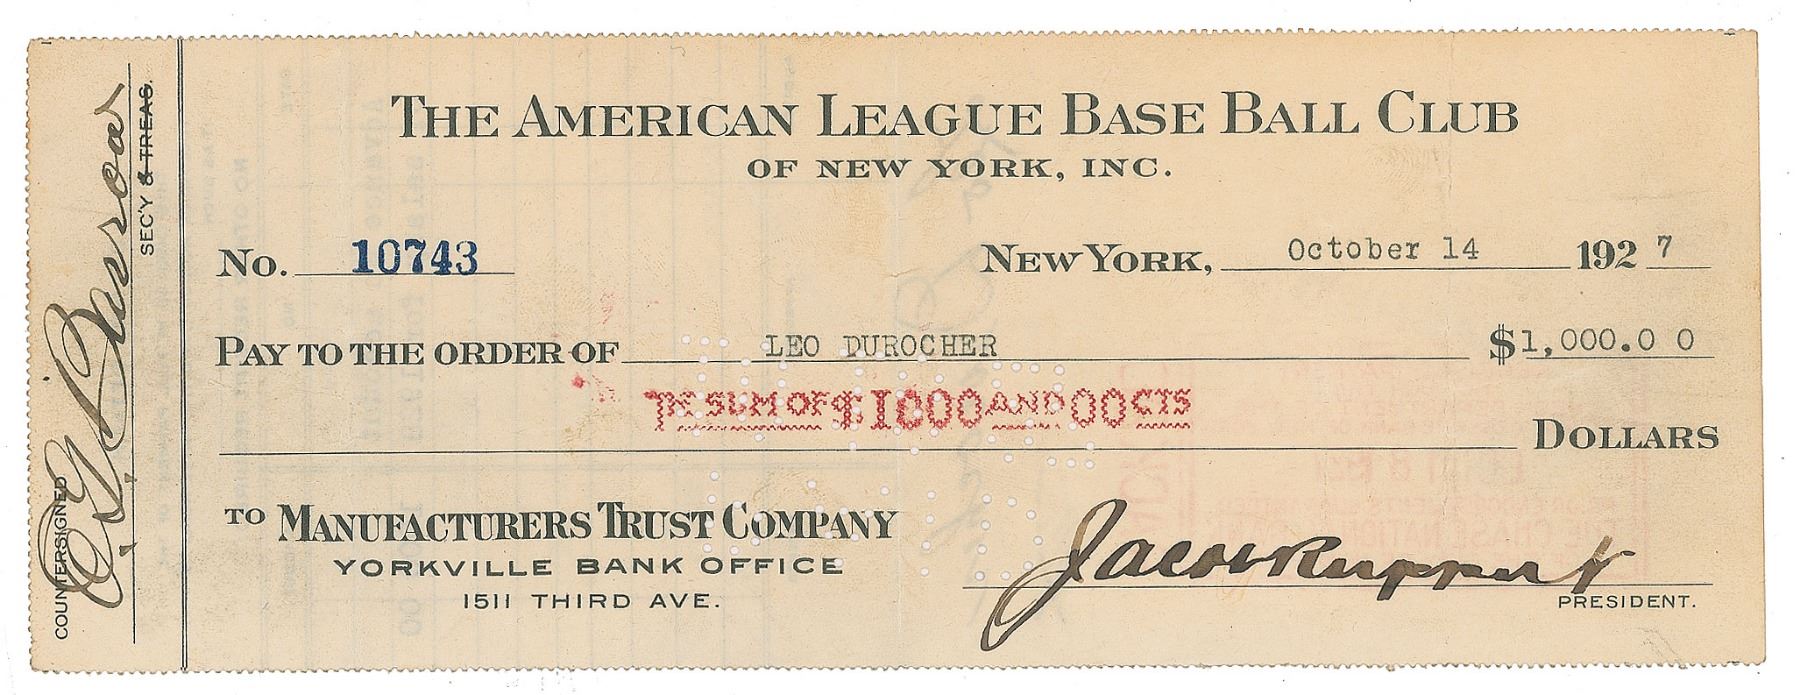 THE AMERICAN LEAGUE BASE BALL CLUB
OF NEW YORK, INC.
No. 10743
NEW YORK, October 14 1927
PAY TO THE ORDER OF LEO DUROCHER $1,000.00
THE SUM OF $1000 AND 00 CTS
DOLLARS
TO MANUFACTURERS TRUST COMPANY
YORKVILLE BANK OFFICE
1511 THIRD AVE.
Jacob Ruppert
PRESIDENT.
COUNTERSIGNED
E. G. Barrow
SEC'Y & TREAS.